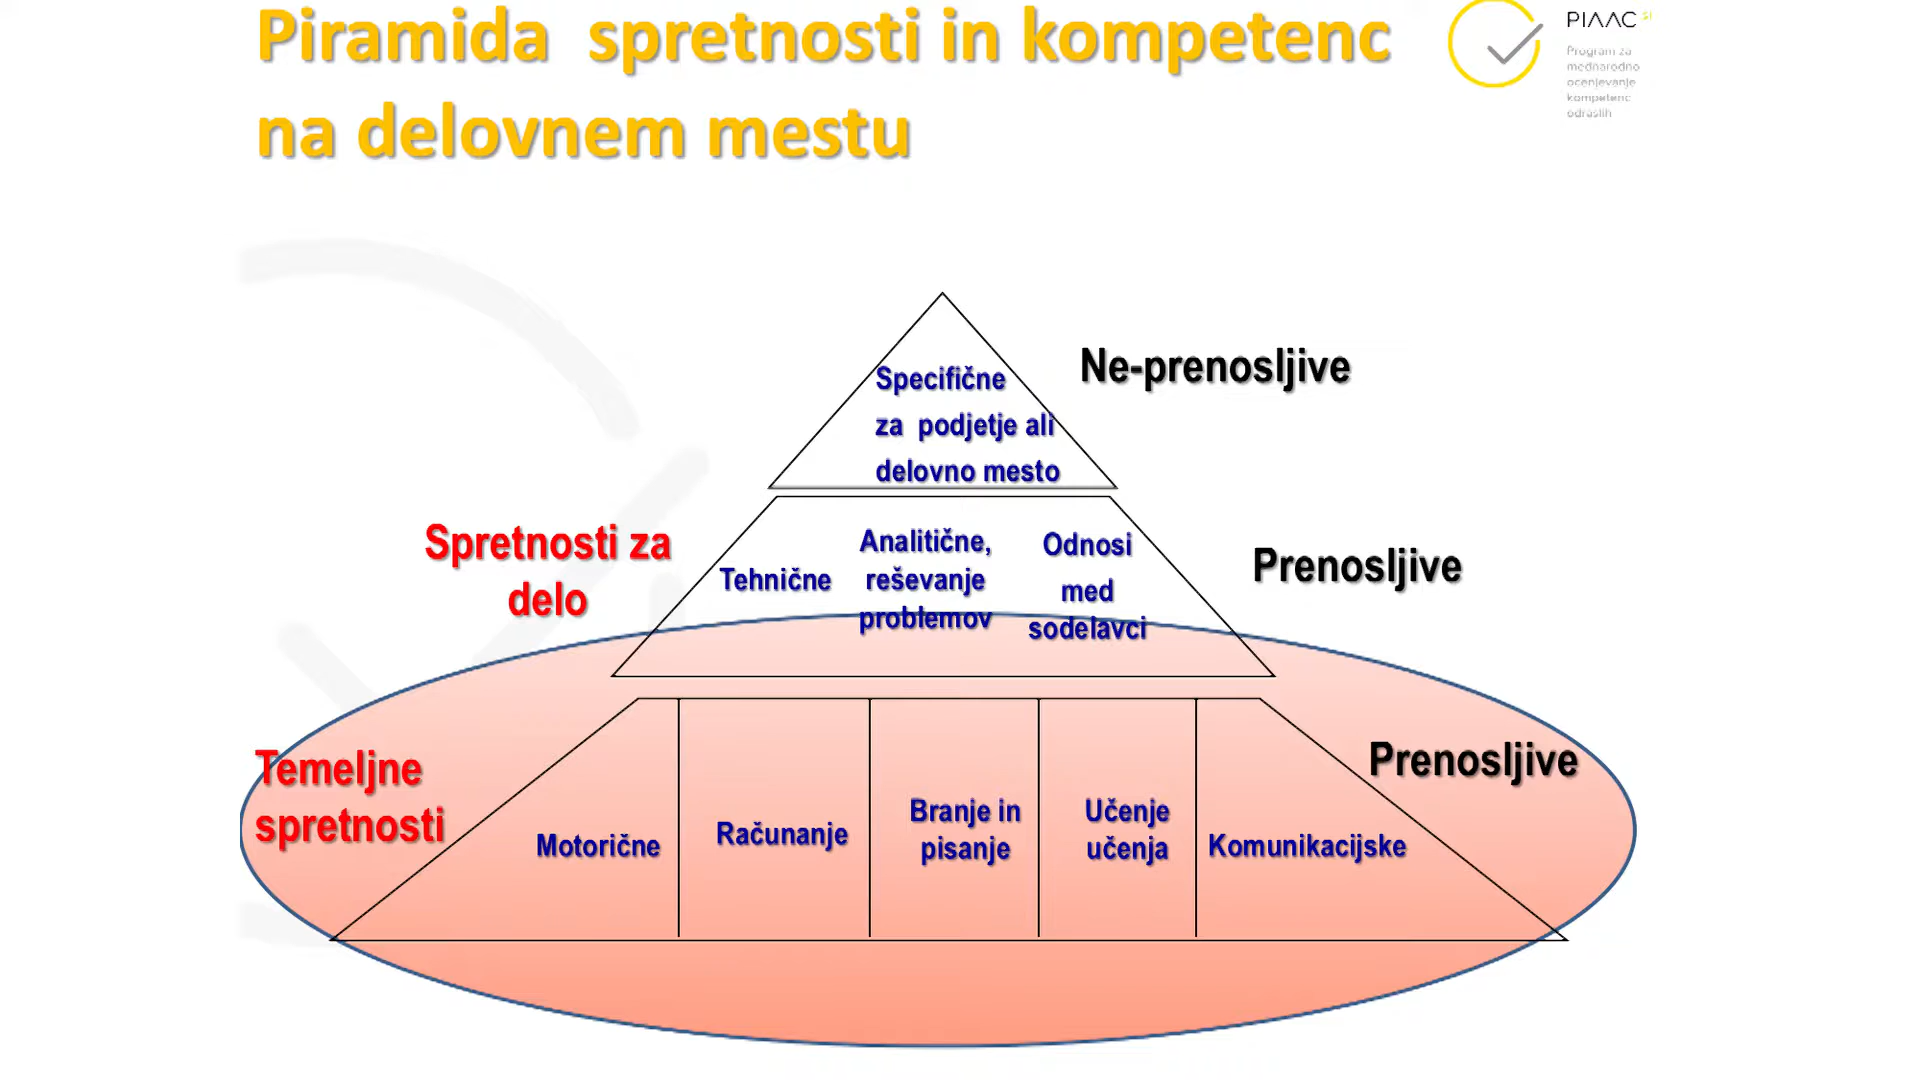 Piramida spretnosti in kompetenc
na delovnem mestu
PIAAC SI
Program za
mednarodno
ocenjevanje
kompetenc
odraslih
Specifične
za podjetje ali
delovno mesto
Ne-prenosljive
Spretnosti za
delo
Tehnične
Analitične,
reševanje
problemov
Odnosi
med
sodelavci
Prenosljive
Temeljne
spretnosti
Motorične
Računanje
Branje in
pisanje
Učenje
učenja
Komunikacijske
Prenosljive